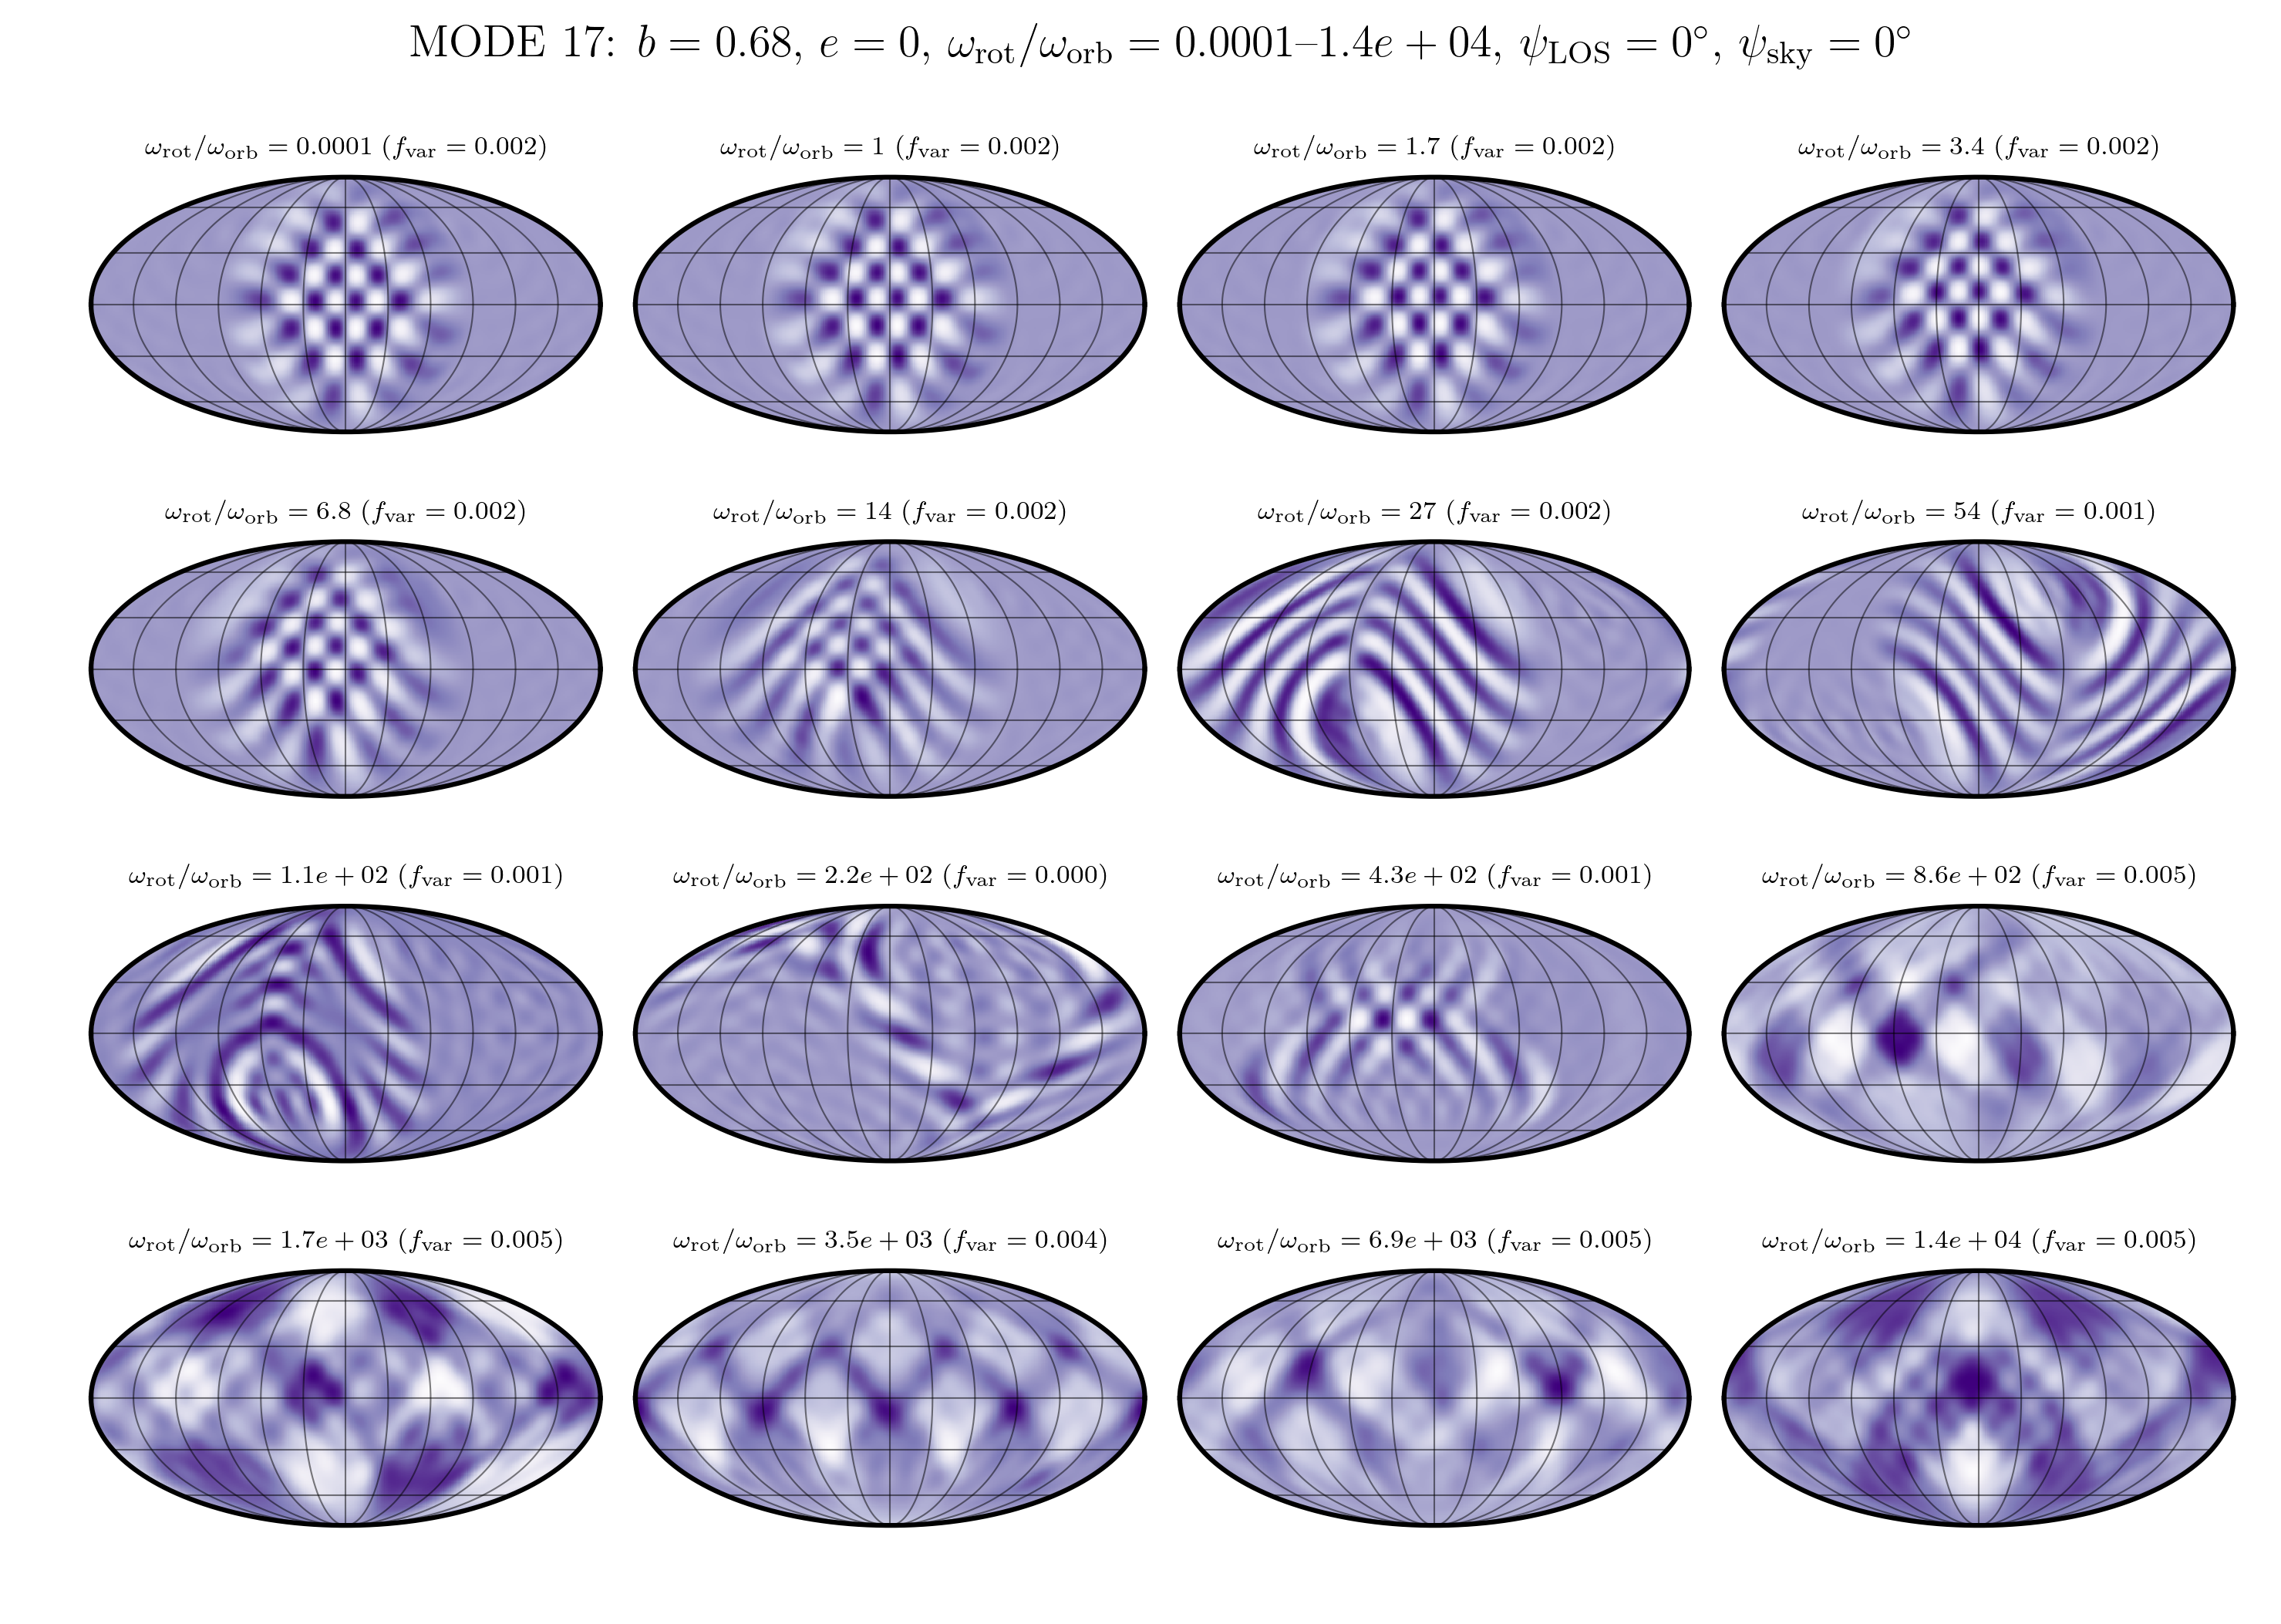 MODE 17: b = 0.68, e = 0, ω_rot/ω_orb = 0.0001–1.4e + 04, ψ_LOS = 0°, ψ_sky = 0°
ω_rot/ω_orb = 0.0001 (f_var = 0.002)
ω_rot/ω_orb = 1 (f_var = 0.002)
ω_rot/ω_orb = 1.7 (f_var = 0.002)
ω_rot/ω_orb = 3.4 (f_var = 0.002)
ω_rot/ω_orb = 6.8 (f_var = 0.002)
ω_rot/ω_orb = 14 (f_var = 0.002)
ω_rot/ω_orb = 27 (f_var = 0.002)
ω_rot/ω_orb = 54 (f_var = 0.001)
ω_rot/ω_orb = 1.1e + 02 (f_var = 0.001)
ω_rot/ω_orb = 2.2e + 02 (f_var = 0.000)
ω_rot/ω_orb = 4.3e + 02 (f_var = 0.001)
ω_rot/ω_orb = 8.6e + 02 (f_var = 0.005)
ω_rot/ω_orb = 1.7e + 03 (f_var = 0.005)
ω_rot/ω_orb = 3.5e + 03 (f_var = 0.004)
ω_rot/ω_orb = 6.9e + 03 (f_var = 0.005)
ω_rot/ω_orb = 1.4e + 04 (f_var = 0.005)